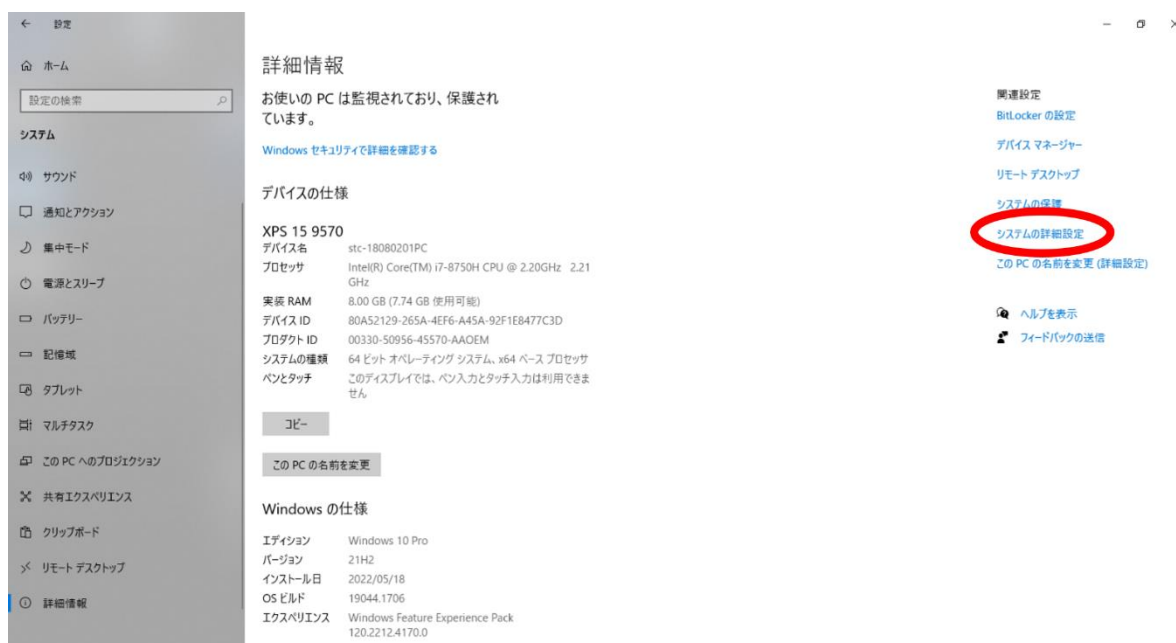 設定
ホーム
設定の検索
システム
サウンド
通知とアクション
集中モード
電源とスリープ
バッテリー
記憶域
タブレット
マルチタスク
この PC へのプロジェクション
共有エクスペリエンス
クリップボード
リモート デスクトップ
詳細情報
詳細情報
お使いの PC は監視されており、保護され
ています。
Windows セキュリティで詳細を確認する
デバイスの仕様
XPS 15 9570
デバイス名 stc-18080201PC
プロセッサ Intel(R) Core(TM) i7-8750H CPU @ 2.20GHz 2.21
GHz
実装 RAM 8.00 GB (7.74 GB 使用可能)
デバイス ID 80A52129-265A-4EF6-A45A-92F1E8477C3D
プロダクト ID 00330-50956-45570-AAOEM
システムの種類 64 ビット オペレーティング システム、x64 ベース プロセッサ
ペンとタッチ このディスプレイでは、ペン入力とタッチ入力は利用できま
せん
コピー
この PC の名前を変更
Windows の仕様
エディション Windows 10 Pro
バージョン 21H2
インストール日 2022/05/18
OS ビルド 19044.1706
エクスペリエンス Windows Feature Experience Pack
120.2212.4170.0
関連設定
BitLocker の設定
デバイス マネージャー
リモート デスクトップ
システムの保護
システムの詳細設定
この PC の名前を変更 (詳細設定)
ヘルプを表示
フィードバックの送信